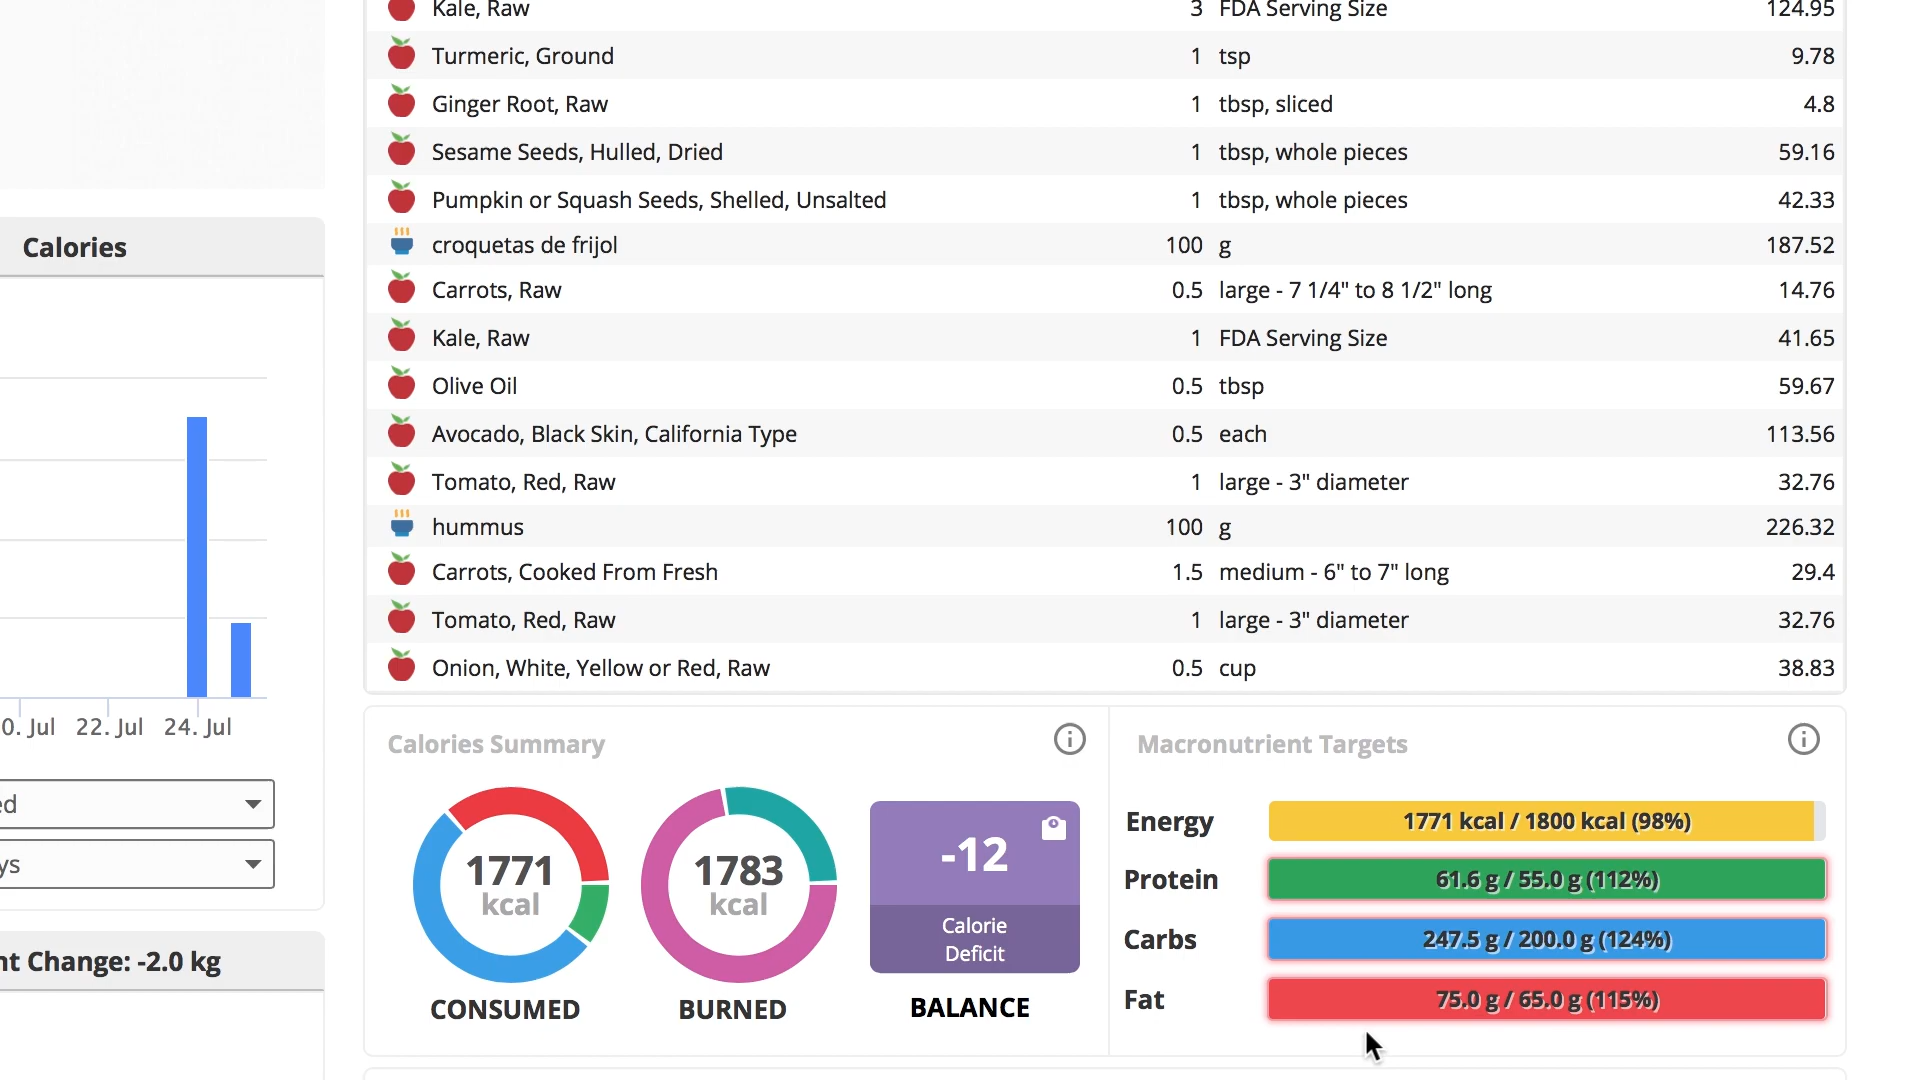 Kale, Raw 3 FDA Serving Size 124.95
Turmeric, Ground 1 tsp 9.78
Ginger Root, Raw 1 tbsp, sliced 4.8
Sesame Seeds, Hulled, Dried 1 tbsp, whole pieces 59.16
Pumpkin or Squash Seeds, Shelled, Unsalted 1 tbsp, whole pieces 42.33
croquetas de frijol 100 g 187.52
Carrots, Raw 0.5 large - 7 1/4" to 8 1/2" long 14.76
Kale, Raw 1 FDA Serving Size 41.65
Olive Oil 0.5 tbsp 59.67
Avocado, Black Skin, California Type 0.5 each 113.56
Tomato, Red, Raw 1 large - 3" diameter 32.76
hummus 100 g 226.32
Carrots, Cooked From Fresh 1.5 medium - 6" to 7" long 29.4
Tomato, Red, Raw 1 large - 3" diameter 32.76
Onion, White, Yellow or Red, Raw 0.5 cup 38.83
Calories
0. Jul 22. Jul 24. Jul
ed
ys
nt Change: -2.0 kg
Calories Summary
1771
kcal
CONSUMED
1783
kcal
BURNED
-12
Calorie
Deficit
BALANCE
Macronutrient Targets
Energy 1771 kcal / 1800 kcal (98%)
Protein 61.6 g / 55.0 g (112%)
Carbs 247.5 g / 200.0 g (124%)
Fat 75.0 g / 65.0 g (115%)